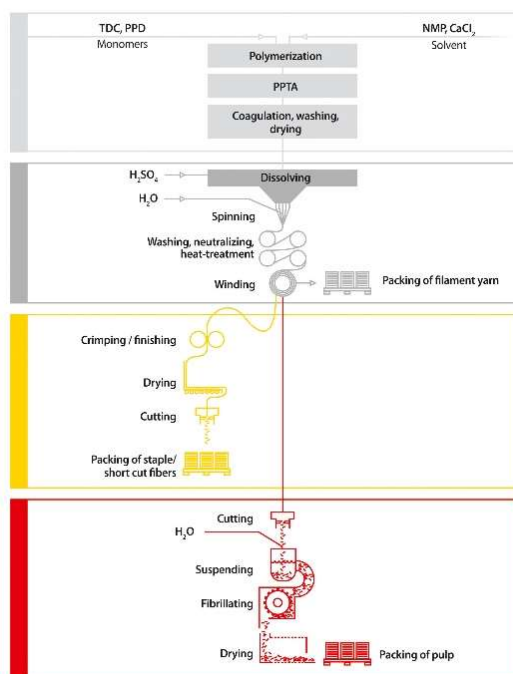 TDC, PPD
Monomers
NMP, CaCl₂
Solvent
Polymerization
PPTA
Coagulation, washing,
drying
H₂SO₄
Dissolving
H₂O
Spinning
Washing, neutralizing,
heat-treatment
Winding
Packing of filament yarn
Crimping / finishing
Drying
Cutting
Packing of staple/
short cut fibers
Cutting
H₂O
Suspending
Fibrillating
Drying
Packing of pulp